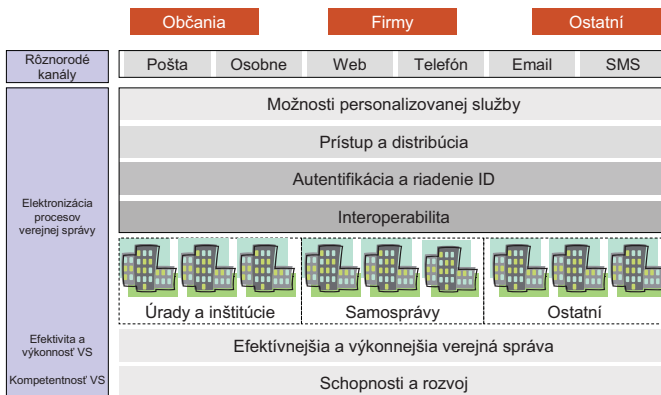 Občania Firmy Ostatní
Rôznorodé
kanály
Pošta Osobne Web Telefón Email SMS
Možnosti personalizovanej služby
Prístup a distribúcia
Autentifikácia a riadenie ID
Interoperabilita
Elektronizácia
procesov
verejnej správy
Úrady a inštitúcie Samosprávy Ostatní
Efektivita a
výkonnosť VS
Efektívnejšia a výkonnejšia verejná správa
Kompetentnosť VS
Schopnosti a rozvoj